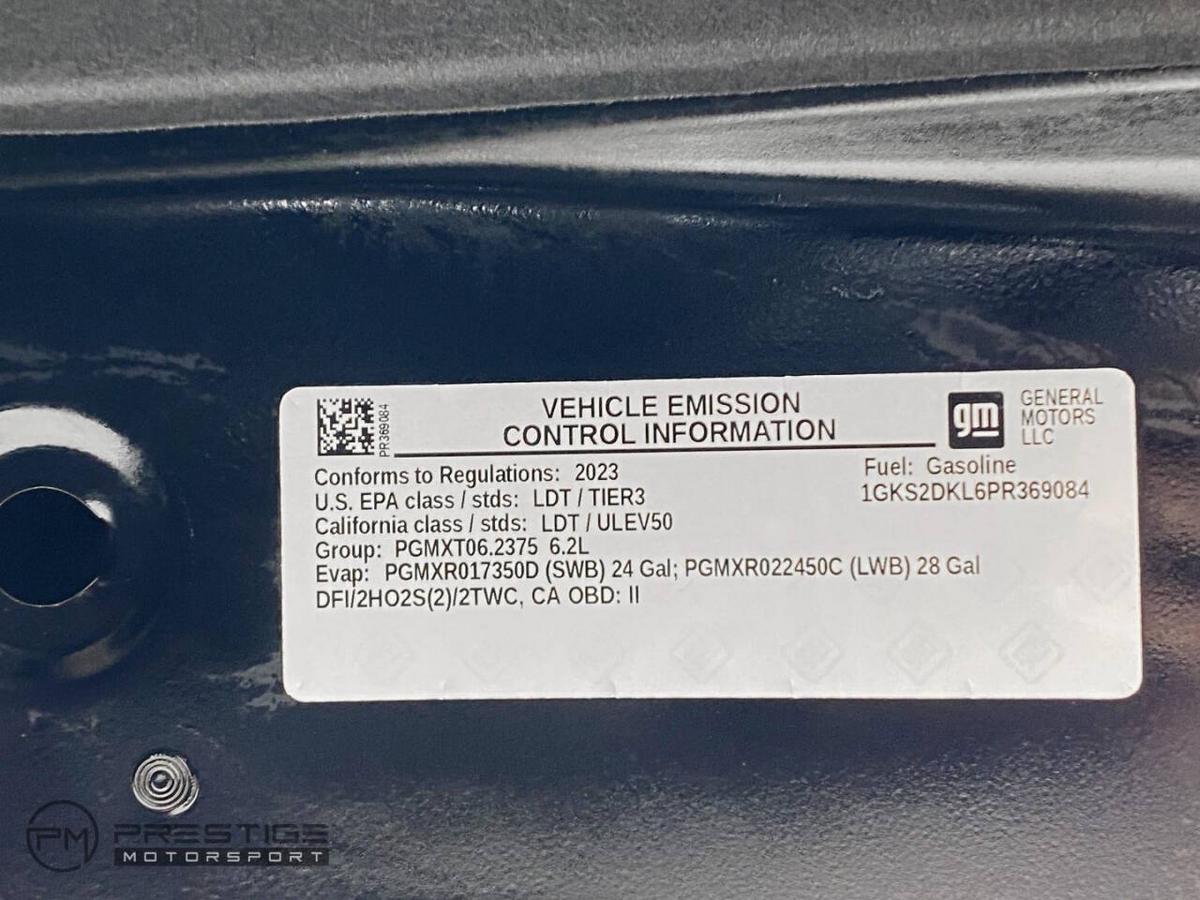 PR369084
VEHICLE EMISSION
CONTROL INFORMATION
gm
GENERAL
MOTORS
LLC
Conforms to Regulations: 2023
Fuel: Gasoline
U.S. EPA class / stds: LDT / TIER3
1GKS2DKL6PR369084
California class / stds: LDT / ULEV50
Group: PGMXT06.2375 6.2L
Evap: PGMXR017350D (SWB) 24 Gal; PGMXR022450C (LWB) 28 Gal
DFI/2HO2S(2)/2TWC, CA OBD: II
PM
PRESTIGE
MOTORSPORT